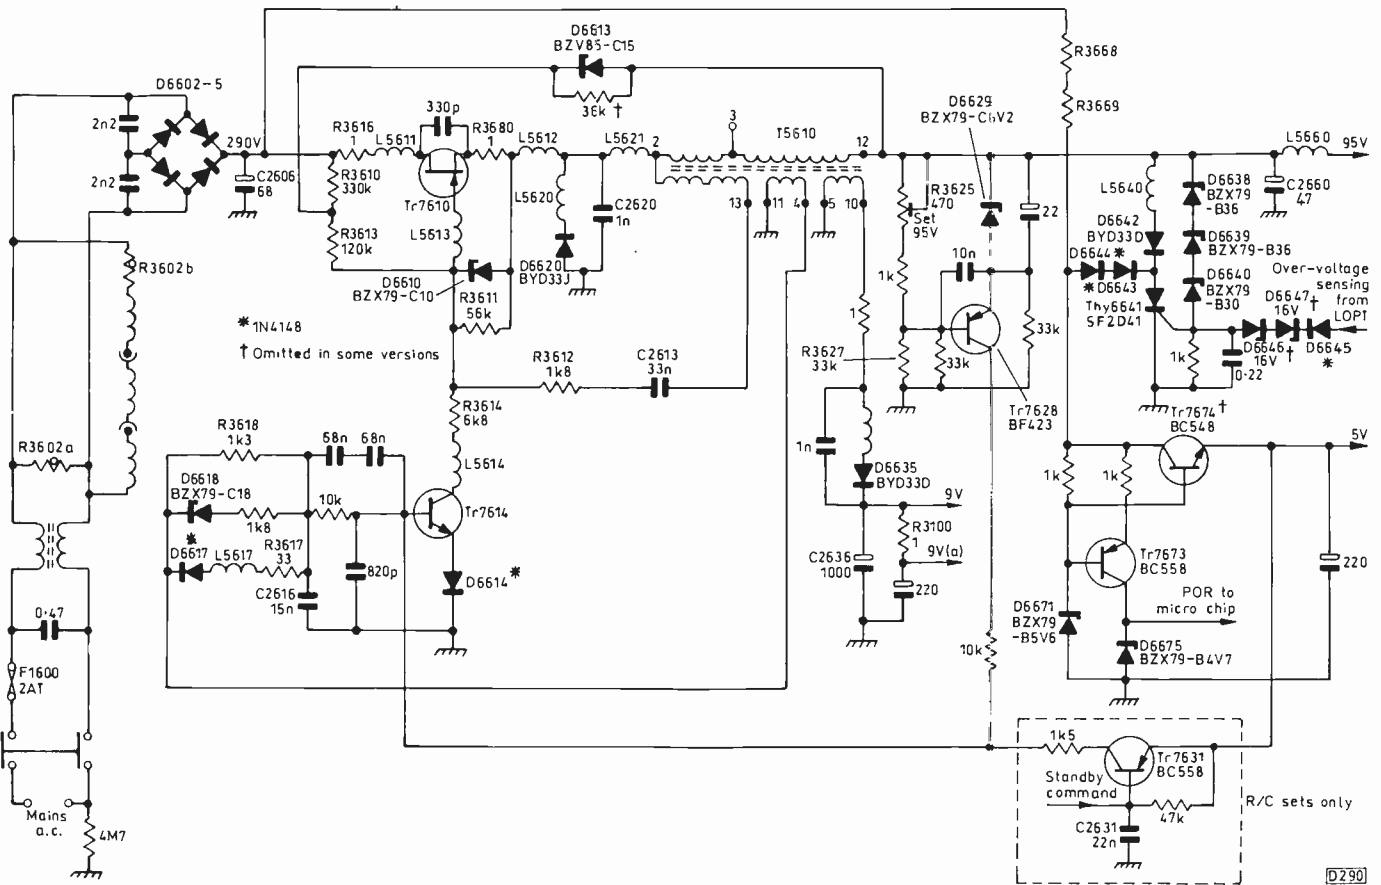 D6613
BZV85-C15
36k †
D6602-5
2n2
2n2
290V
C2606
68
R3616
1
L5611
330p
R3680
1
L5612
L5621
2
3
T5610
12
13
11
4
5
10
R3610
330k
R3613
120k
Tr7610
L5613
L5620
C2620
1n
D6620
BYD33J
D6610
BZX79-C10
R3611
56k
* 1N4148
† Omitted in some versions
R3612
1k8
C2613
33n
R3614
6k8
L5614
Tr7614
D6614 *
R3602b
R3602a
R3618
1k3
68n
68n
D6618
BZX79-C18
1k8
10k
*
D6617
L5617
R3617
33
C2616
15n
820p
0·47
F1600
2AT
Mains
a.c.
4M7
D6629
BZX79-C6V2
R3625
470
Set
95V
22
10n
1k
1
R3627
33k
33k
33k
Tr7628
BF423
1n
D6635
BYD33D
9V
R3100
1
9V(a)
C2636
1000
220
10k
R3668
R3669
L5660
95V
C2660
47
L5640
D6638
BZX79
-B36
D6642
BYD33D
D6639
BZX79-B36
D6644 *
* D6643
D6640
BZX79
-B30
Over-voltage
sensing
from
LOPT
Thy6641
SF2D41
D6647 †
16V
D6646
16V †
D6645
*
1k
0·22
Tr7674 †
BC548
5V
1k
1k
Tr7673
BC558
220
POR to
micro chip
D6671
BZX79
-B5V6
D6675
BZX79-B4V7
1k5
Tr7631
BC558
Standby
command
47k
C2631
22n
R/C sets only
D290